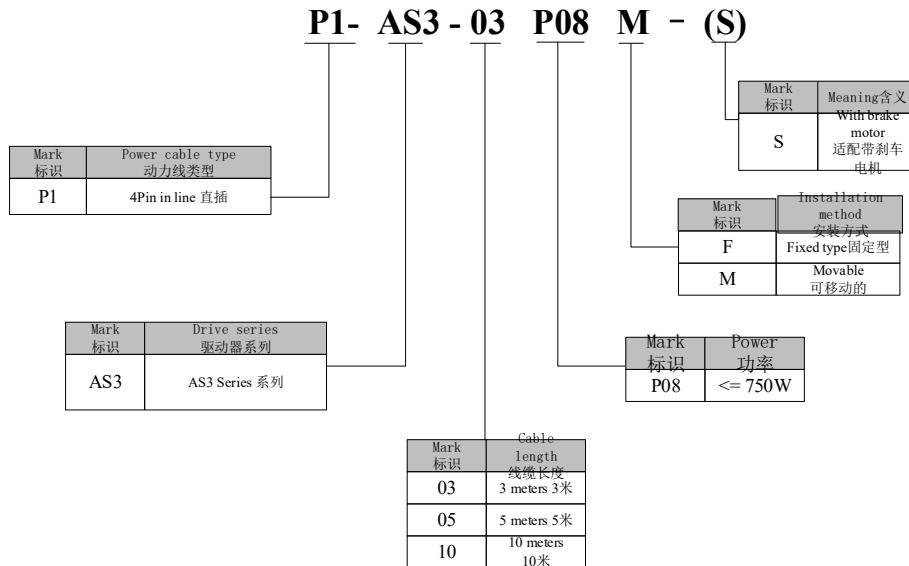 P1- AS3 - 03 P08 M - (S)
Mark
标识
Meaning含义
S
With brake
motor
适配带刹车
电机
Mark
标识
Power cable type
动力线类型
P1
4Pin in line 直插
Mark
标识
Installation
method
安装方式
F
Fixed type固定型
M
Movable
可移动的
Mark
标识
Drive series
驱动器系列
AS3
AS3 Series 系列
Mark
标识
Power
功率
P08
<= 750W
Mark
标识
Cable
length
线缆长度
03
3 meters 3米
05
5 meters 5米
10
10 meters
10米